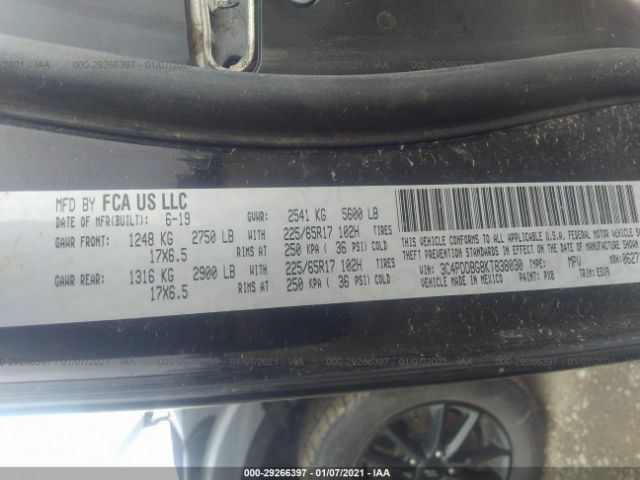 000-29266397 - 01/07/2021 - IAA
MFD BY FCA US LLC
DATE OF MFR(BUILT): 6-19 GVWR: 2541 KG 5600 LB
GAWR FRONT: 1248 KG 2750 LB WITH 225/65R17 102H TIRES
17X6.5 RIMS AT 250 KPA ( 36 PSI) COLD
GAWR REAR: 1316 KG 2900 LB WITH 225/65R17 102H TIRES
17X6.5 RIMS AT 250 KPA ( 36 PSI) COLD
THIS VEHICLE CONFORMS TO ALL APPLICABLE U.S.A. FEDERAL MOTOR
THEFT PREVENTION STANDARDS IN EFFECT ON THE DATE OF
VIN: 3C4PDDBG8KT838030 TYPE: MPV MDH: 0627
VEHICLE MADE IN MEXICO PAINT: PX8 TRIM:
000-29266397 - 01/07/2021 - IAA
000-29266397 - 01/07/2021 - IAA